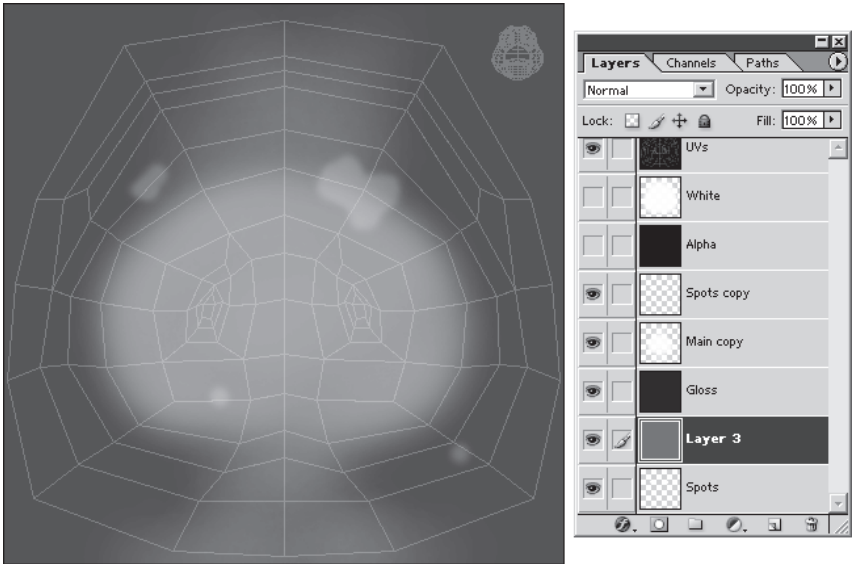 Layers Channels Paths
Normal Opacity: 100%
Lock: Fill: 100%
UVs
White
Alpha
Spots copy
Main copy
Gloss
Layer 3
Spots